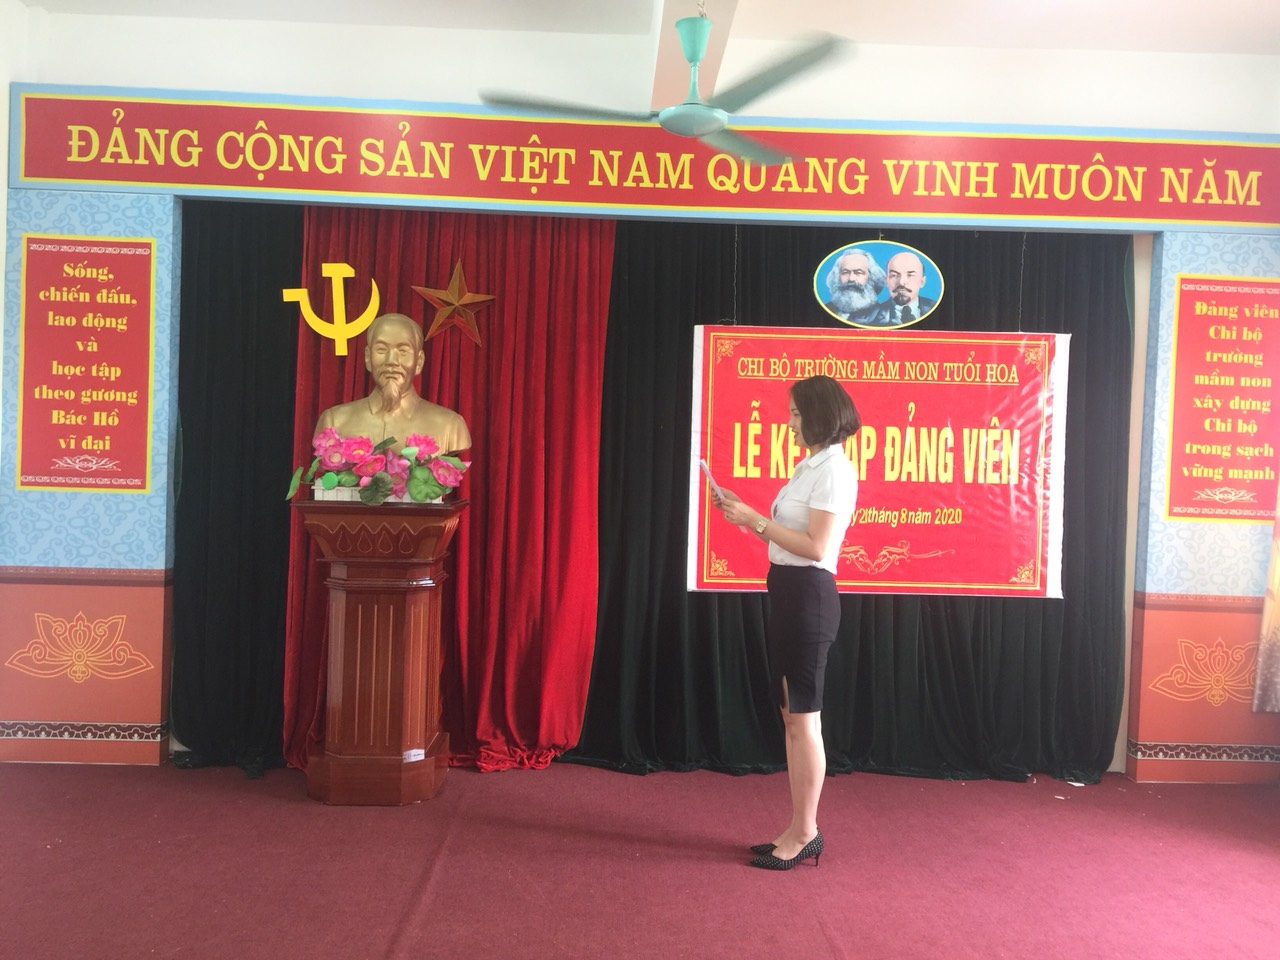 ĐẢNG CỘNG SẢN VIỆT NAM QUANG VINH MUÔN NĂM
Sống,
chiến đấu,
lao động
và
học tập
theo gương
Bác Hồ
vĩ đại
CHI BỘ TRƯỜNG MẦM NON TUỔI HOA
LỄ KẾT NẠP ĐẢNG VIÊN
21 tháng 8 năm 2020
Đảng viên
Chi bộ
trường
mầm non
xây dựng
Chi bộ
trong sạch
vững mạnh